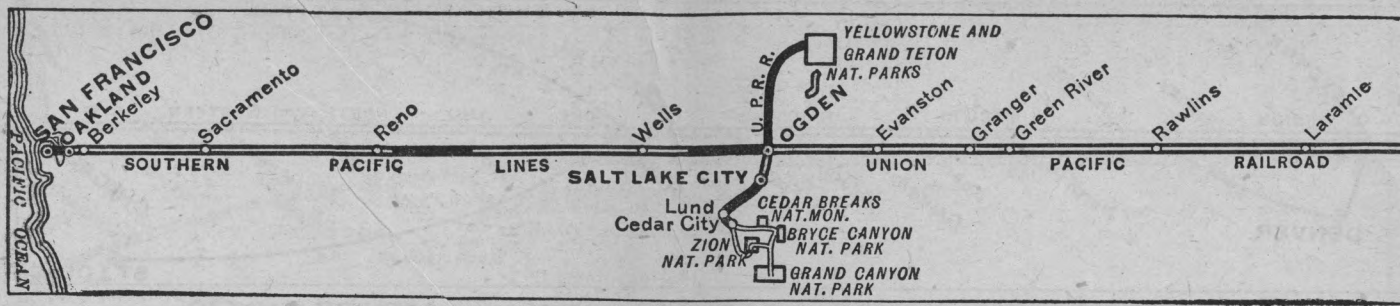 PACIFIC OCEAN
SAN FRANCISCO
OAKLAND
Berkeley
Sacramento
Reno
Wells
U. P. R. R.
OGDEN
YELLOWSTONE AND
GRAND TETON
NAT. PARKS
Evanston
Granger
Green River
Rawlins
Laramie
SOUTHERN PACIFIC LINES
UNION PACIFIC RAILROAD
SALT LAKE CITY
Lund
Cedar City
CEDAR BREAKS
NAT. MON.
BRYCE CANYON
NAT. PARK
ZION
NAT. PARK
GRAND CANYON
NAT. PARK